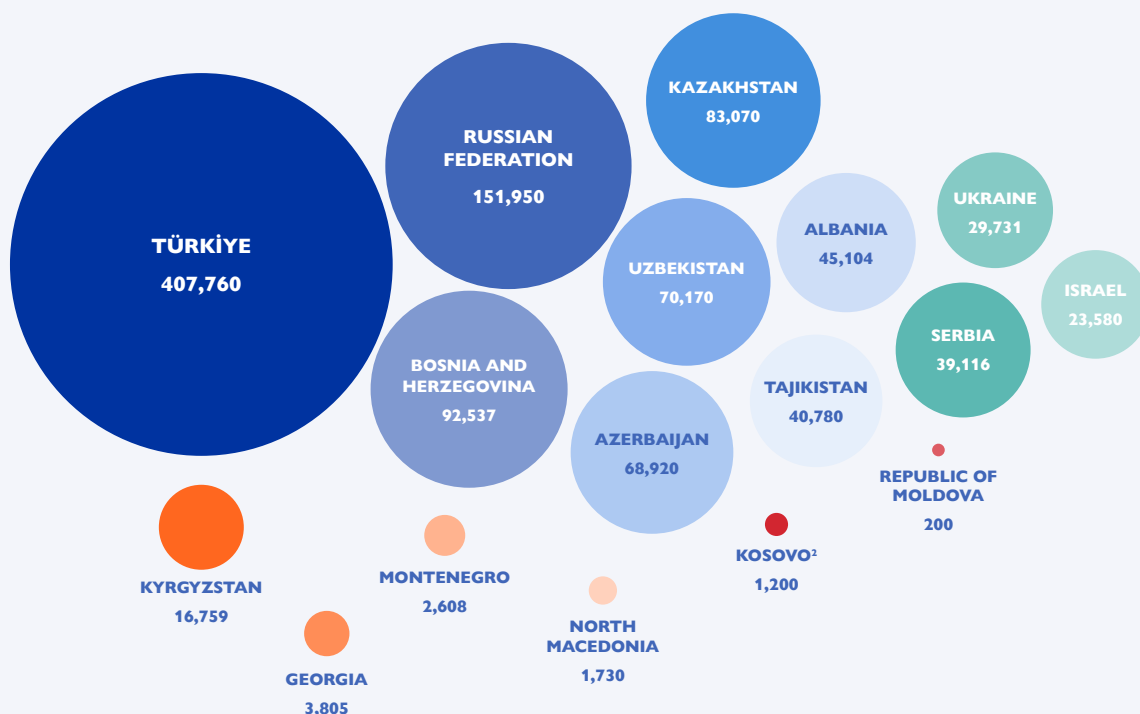 TÜRKİYE
407,760
RUSSIAN
FEDERATION
151,950
KAZAKHSTAN
83,070
BOSNIA AND
HERZEGOVINA
92,537
UZBEKISTAN
70,170
ALBANIA
45,104
UKRAINE
29,731
ISRAEL
23,580
SERBIA
39,116
TAJIKISTAN
40,780
AZERBAIJAN
68,920
REPUBLIC OF
MOLDOVA
200
KOSOVO²
1,200
KYRGYZSTAN
16,759
MONTENEGRO
2,608
NORTH
MACEDONIA
1,730
GEORGIA
3,805